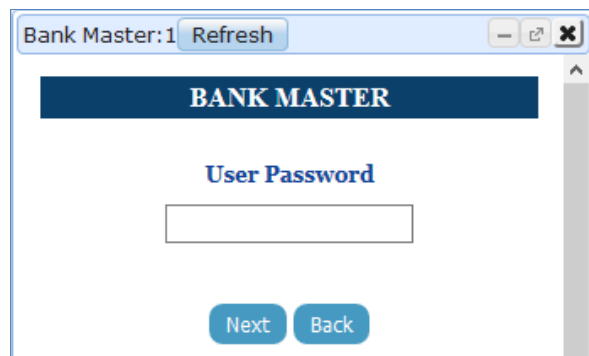 Bank Master:1 Refresh
BANK MASTER
User Password
Next Back